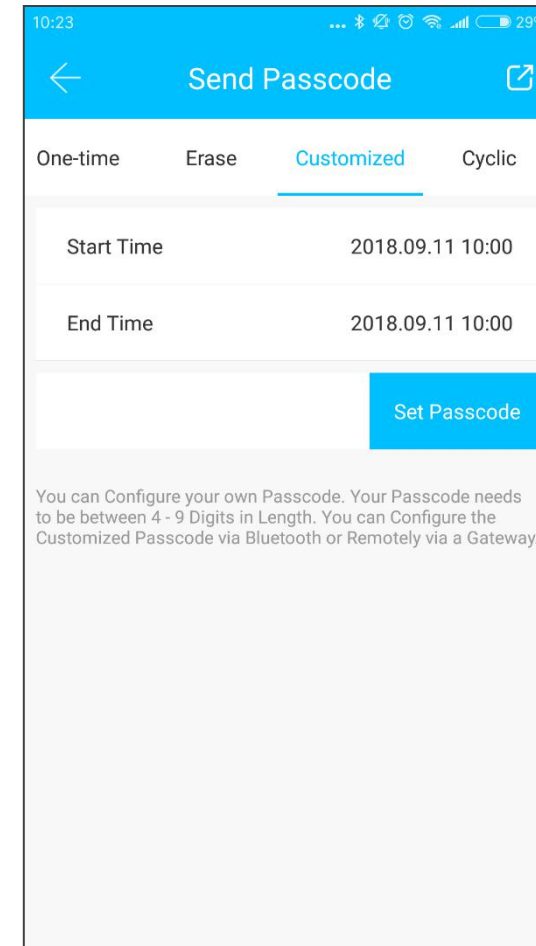 10:23 ... 29%
Send Passcode
One-time Erase Customized Cyclic
Start Time 2018.09.11 10:00
End Time 2018.09.11 10:00
Set Passcode
You can Configure your own Passcode. Your Passcode needs
to be between 4 - 9 Digits in Length. You can Configure the
Customized Passcode via Bluetooth or Remotely via a Gateway.